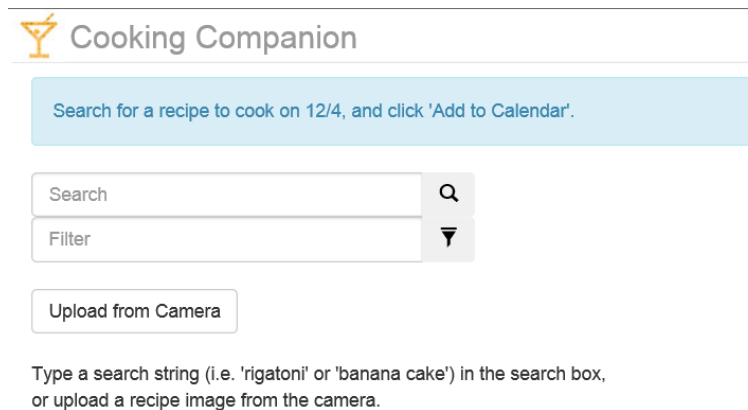 Cooking Companion
Search for a recipe to cook on 12/4, and click 'Add to Calendar'.
Search
Filter
Upload from Camera
Type a search string (i.e. 'rigatoni' or 'banana cake') in the search box,
or upload a recipe image from the camera.